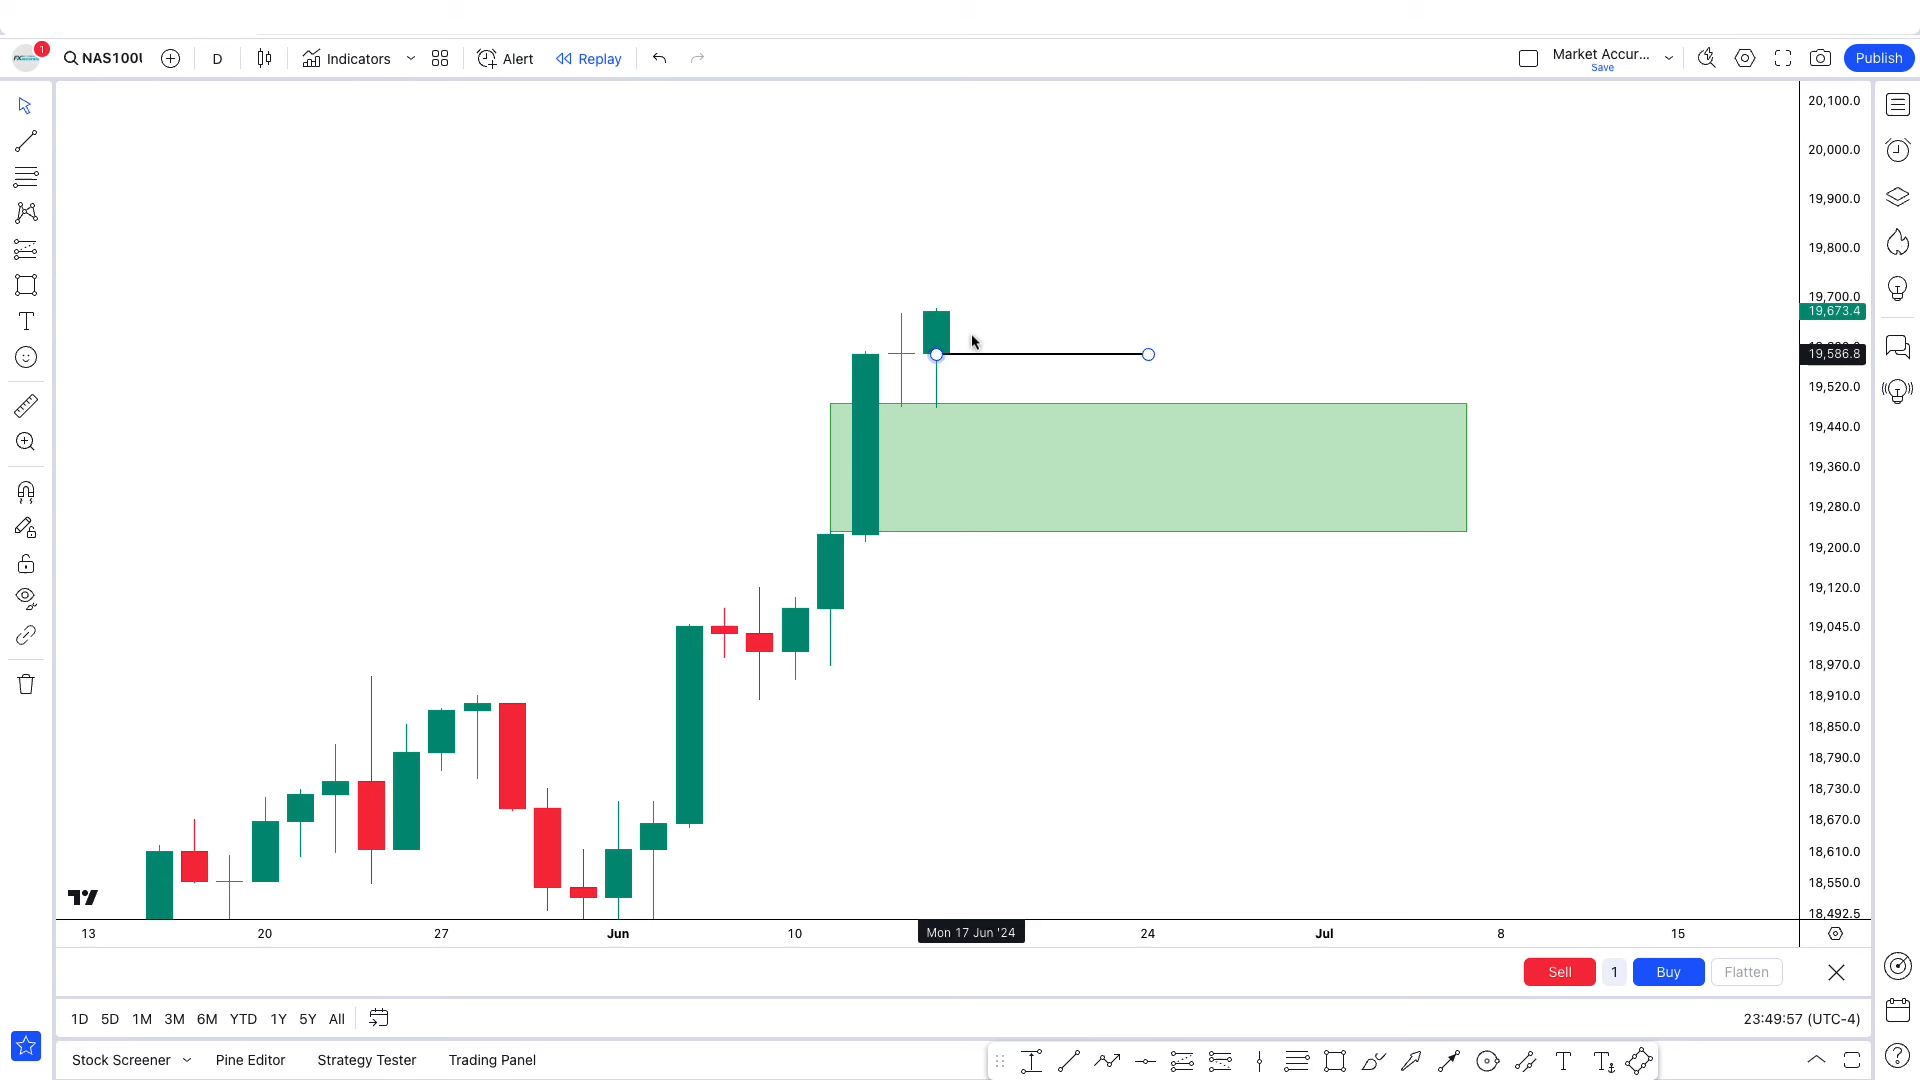 1
NAS100U
D
Indicators
Alert
Replay
Market Accur...
Save
Publish
20,100.0
20,000.0
19,900.0
19,800.0
19,700.0
19,673.4
19,586.8
19,520.0
19,440.0
19,360.0
19,280.0
19,200.0
19,120.0
19,045.0
18,970.0
18,910.0
18,850.0
18,790.0
18,730.0
18,670.0
18,610.0
18,550.0
18,492.5
13 20 27 Jun 10 Mon 17 Jun '24 24 Jul 8 15
Sell 1 Buy Flatten
1D 5D 1M 3M 6M YTD 1Y 5Y All
23:49:57 (UTC-4)
Stock Screener Pine Editor Strategy Tester Trading Panel